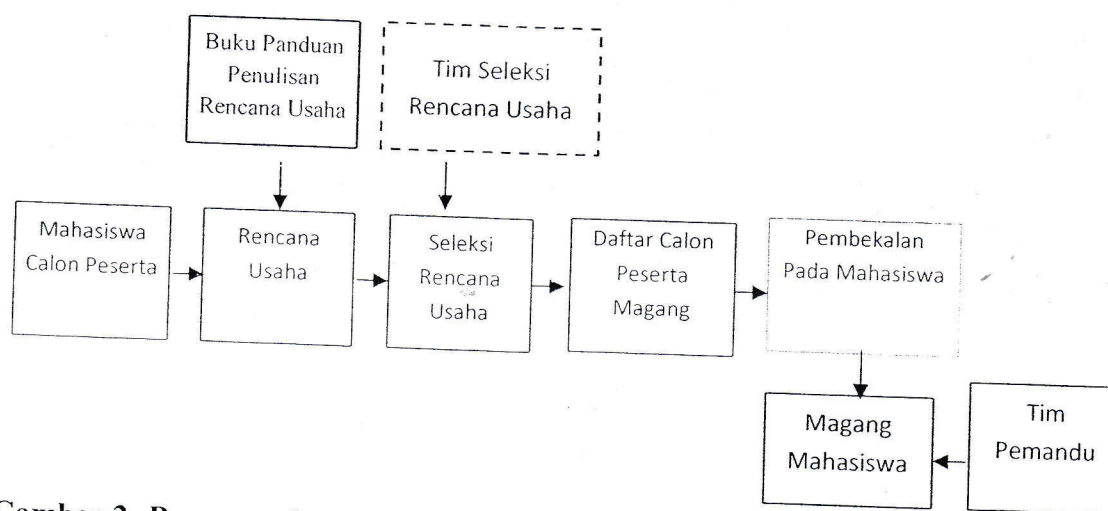 Buku Panduan
Penulisan
Rencana Usaha
Tim Seleksi
Rencana Usaha
Mahasiswa
Calon Peserta
Rencana
Usaha
Seleksi
Rencana
Usaha
Daftar Calon
Peserta
Magang
Pembekalan
Pada Mahasiswa
Magang
Mahasiswa
Tim
Pemandu